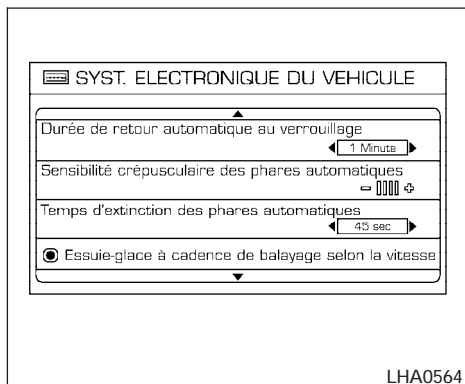 SYST. ELECTRONIQUE DU VEHICULE
Durée de retour automatique au verrouillage
1 Minute
Sensibilité crépusculaire des phares automatiques
Temps d'extinction des phares automatiques
45 sec
Essuie-glace à cadence de balayage selon la vitesse
LHA0564